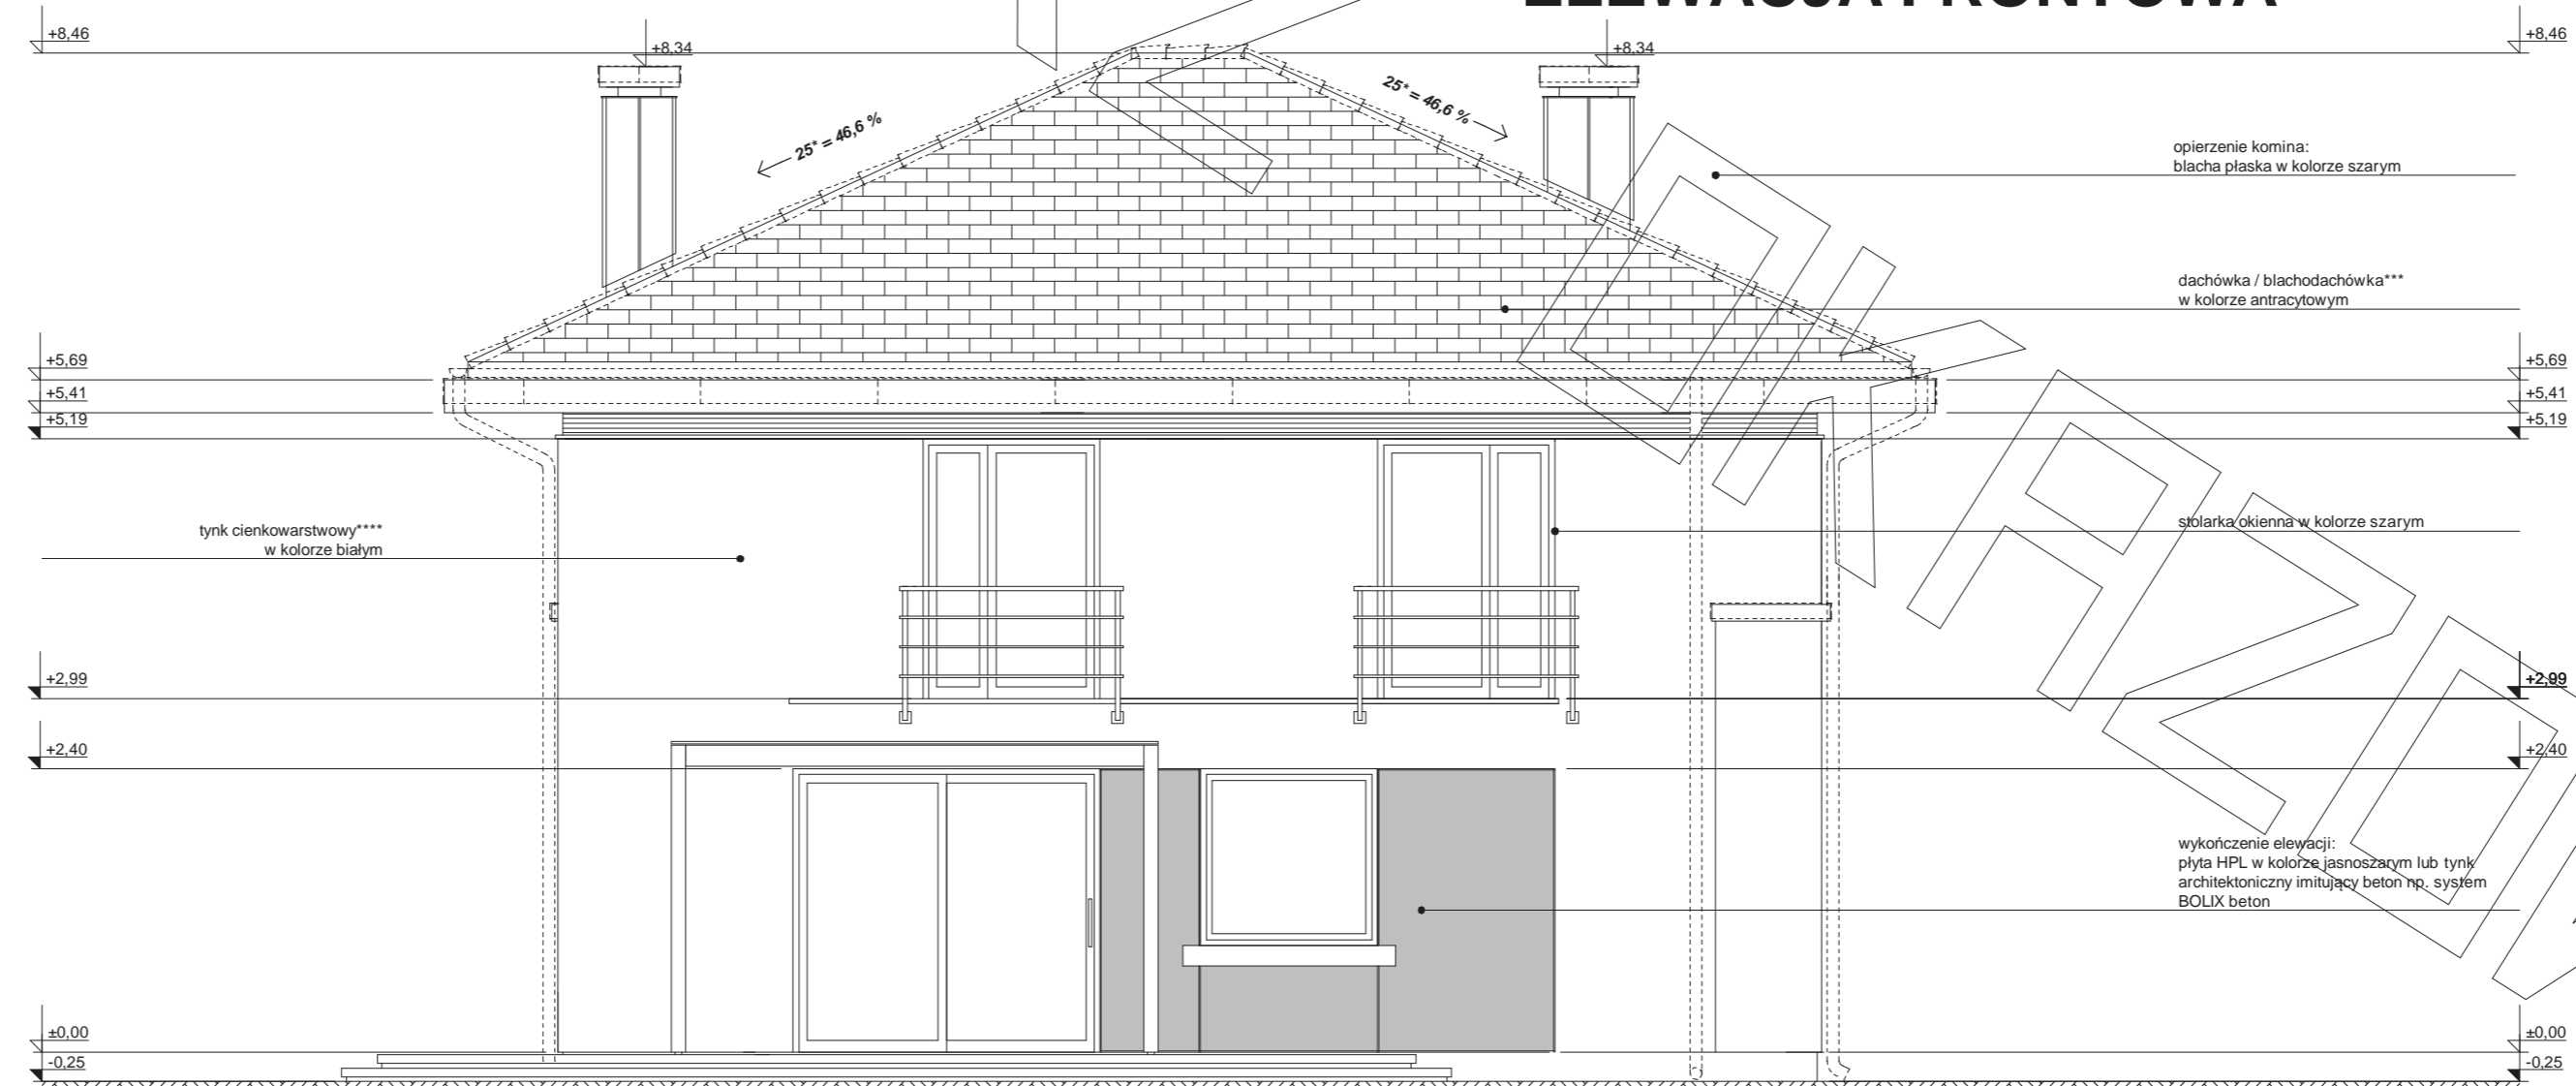 ELEWACJA FRONTOWA
+8,46
+8,34
+8,34
+8,46
25* = 46,6 %
25* = 46,6 %
opierzenie komina:
blacha płaska w kolorze szarym
dachówka / blachodachówka***
w kolorze antracytowym
+5,69
+5,69
+5,41
+5,41
+5,19
+5,19
tynk cienkowarstwowy****
w kolorze białym
stolarka okienna w kolorze szarym
+2,99
+2,99
+2,40
+2,40
wykończenie elewacji:
płyta HPL w kolorze jasnoszarym lub tynk
architektoniczny imitujący beton np. system
BOLIX beton
±0,00
±0,00
-0,25
-0,25